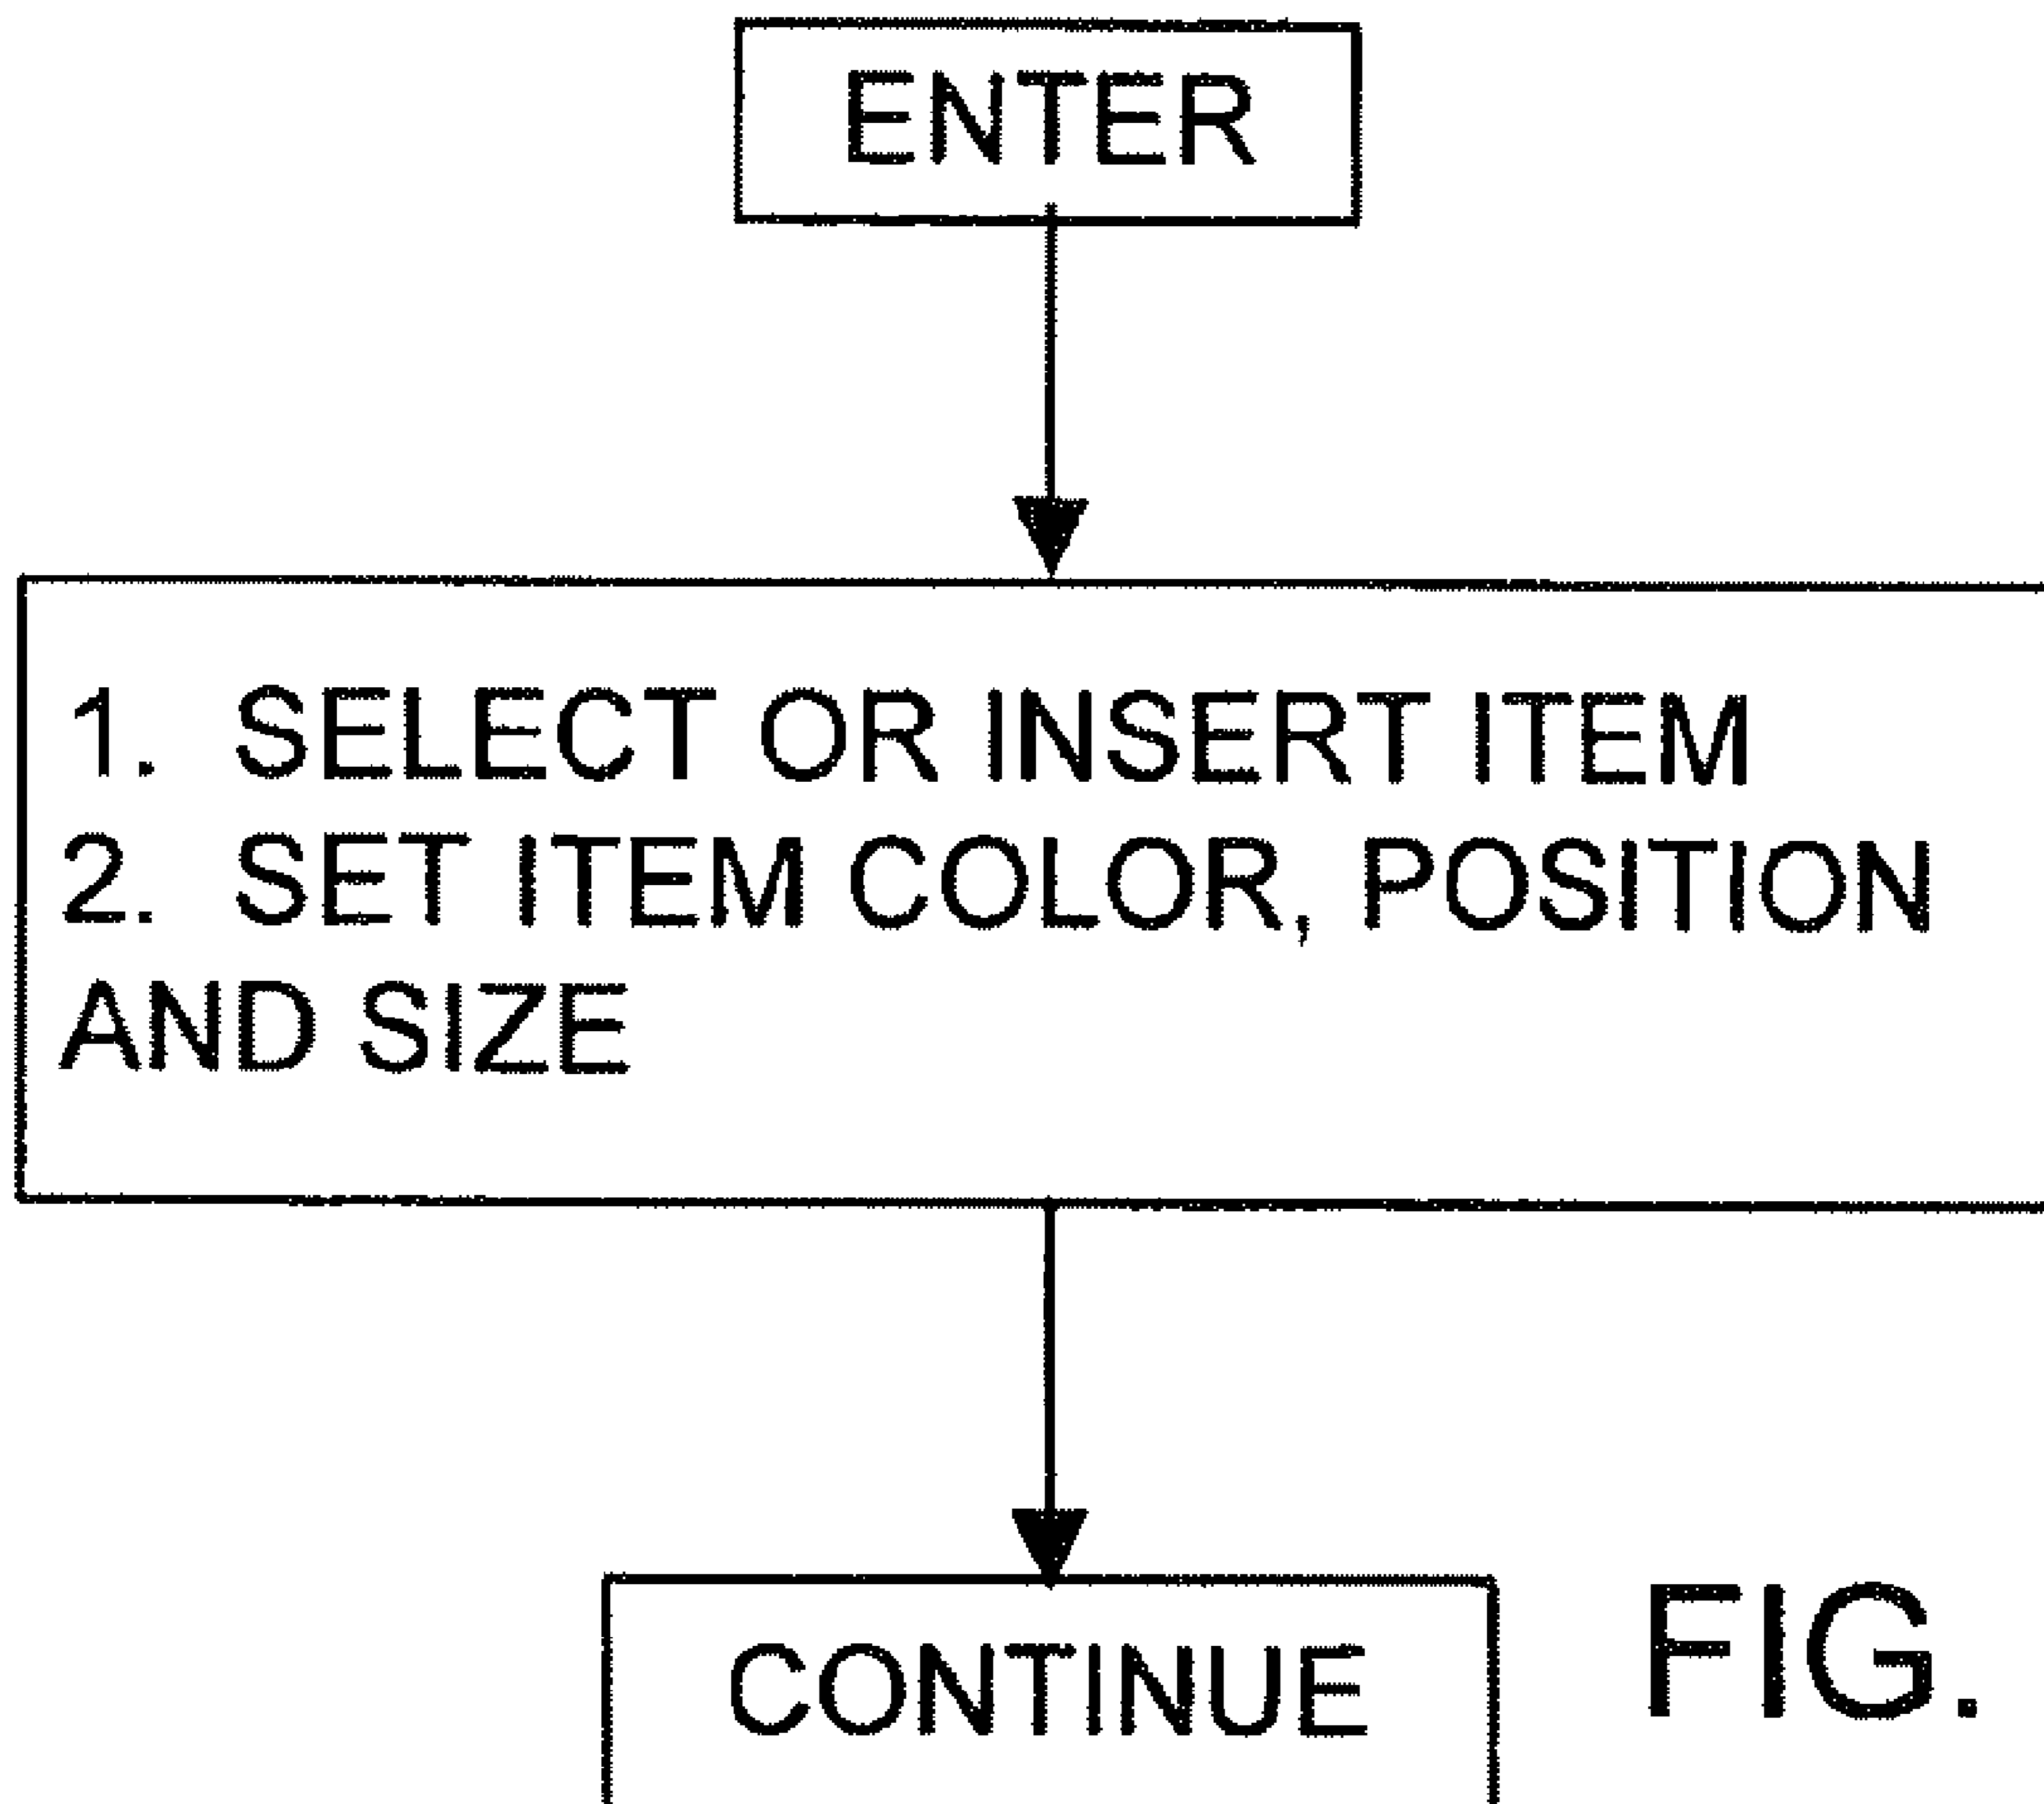 ENTER
1. SELECT OR INSERT ITEM
2. SET ITEM COLOR, POSITION
AND SIZE
CONTINUE
FIG.